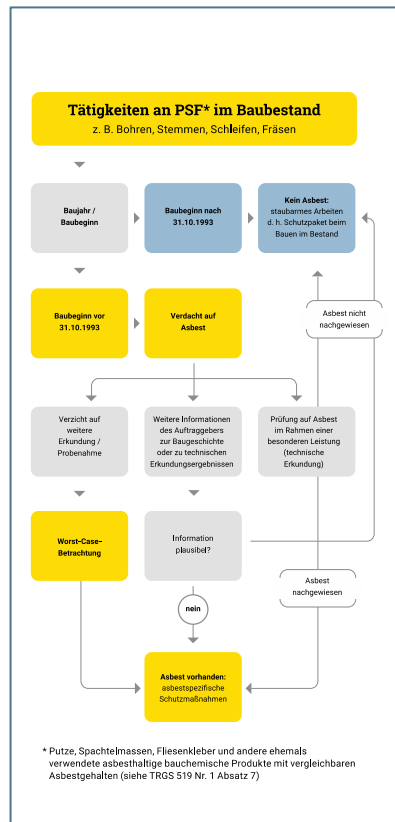 Tätigkeiten an PSF* im Baubestand
z. B. Bohren, Stemmen, Schleifen, Fräsen
Baujahr /
Baubeginn
Baubeginn nach
31.10.1993
Kein Asbest:
staubarmes Arbeiten
d. h. Schutzpaket beim
Bauen im Bestand
Baubeginn vor
31.10.1993
Verdacht auf
Asbest
Asbest nicht
nachgewiesen
Verzicht auf
weitere
Erkundung /
Probenahme
Weitere Informationen
des Auftraggebers
zur Baugeschichte
oder zu technischen
Erkundungsergebnissen
Prüfung auf Asbest
im Rahmen einer
besonderen Leistung
(technische
Erkundung)
Worst-Case-
Betrachtung
Information
plausibel?
Asbest
nachgewiesen
nein
Asbest vorhanden:
asbestspezifische
Schutzmaßnahmen
* Putze, Spachtelmassen, Fliesenkleber und andere ehemals
verwendete asbesthaltige bauchemische Produkte mit vergleichbaren
Asbestgehalten (siehe TRGS 519 Nr. 1 Absatz 7)